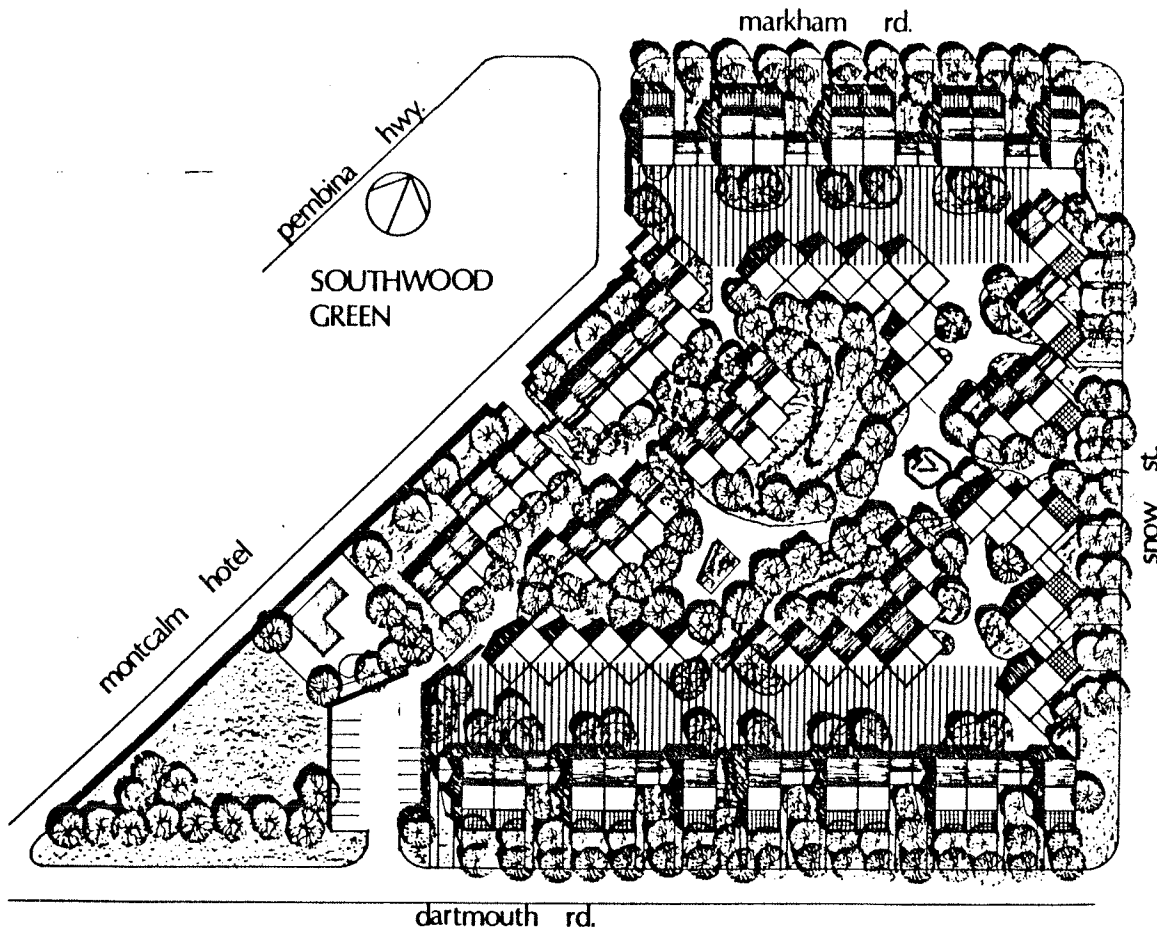 markham rd.
pembina hwy.
SOUTHWOOD
GREEN
snow st.
montcalm hotel
dartmouth rd.